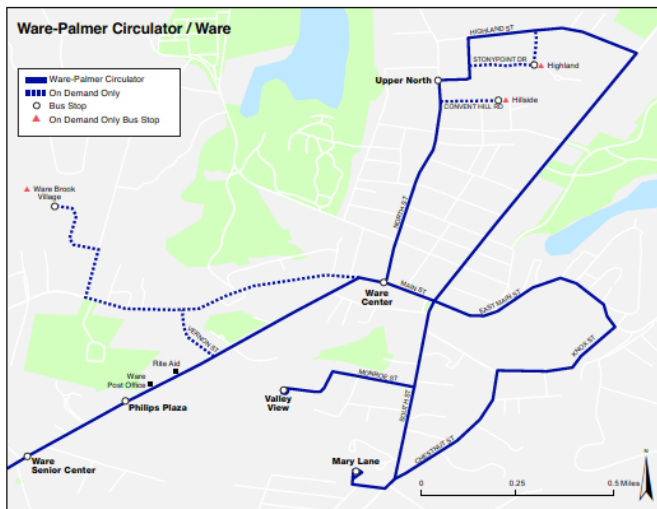 Ware-Palmer Circulator / Ware
Ware-Palmer Circulator
On Demand Only
Bus Stop
On Demand Only Bus Stop
HIGHLAND ST
STONYPOINT DR
Highland
Upper North
Hillside
CONVENT HILL RD
Ware Brook
Village
NORTH ST
Ware
Center
MAIN ST
EAST MAIN ST
KNOX ST
VERNON ST
Rite Aid
Ware
Post Office
Philips Plaza
MONROE ST
Valley
View
SOUTH ST
CHESTNUT ST
Ware
Senior Center
Mary Lane
N
0 0.25 0.5 Miles